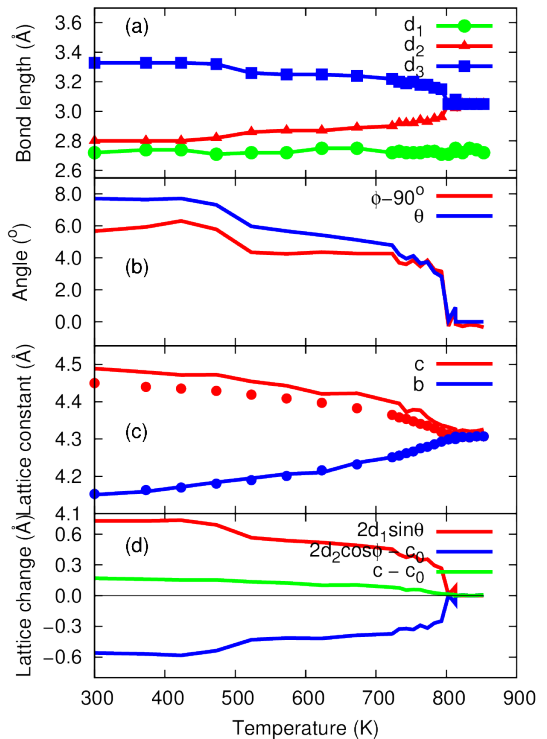 3.6
3.4
3.2
3.0
2.8
2.6
Bond length (Å)
(a)
d1
d2
d3
8.0
6.0
4.0
2.0
0.0
Angle (°)
(b)
ϕ−90°
θ
4.5
4.4
4.3
4.2
4.1
Lattice constant (Å)
(c)
c
b
0.6
0.3
0.0
−0.3
−0.6
Lattice change (Å)
(d)
2d1sinθ
2d2cosϕ − c0
c − c0
300 400 500 600 700 800 900
Temperature (K)